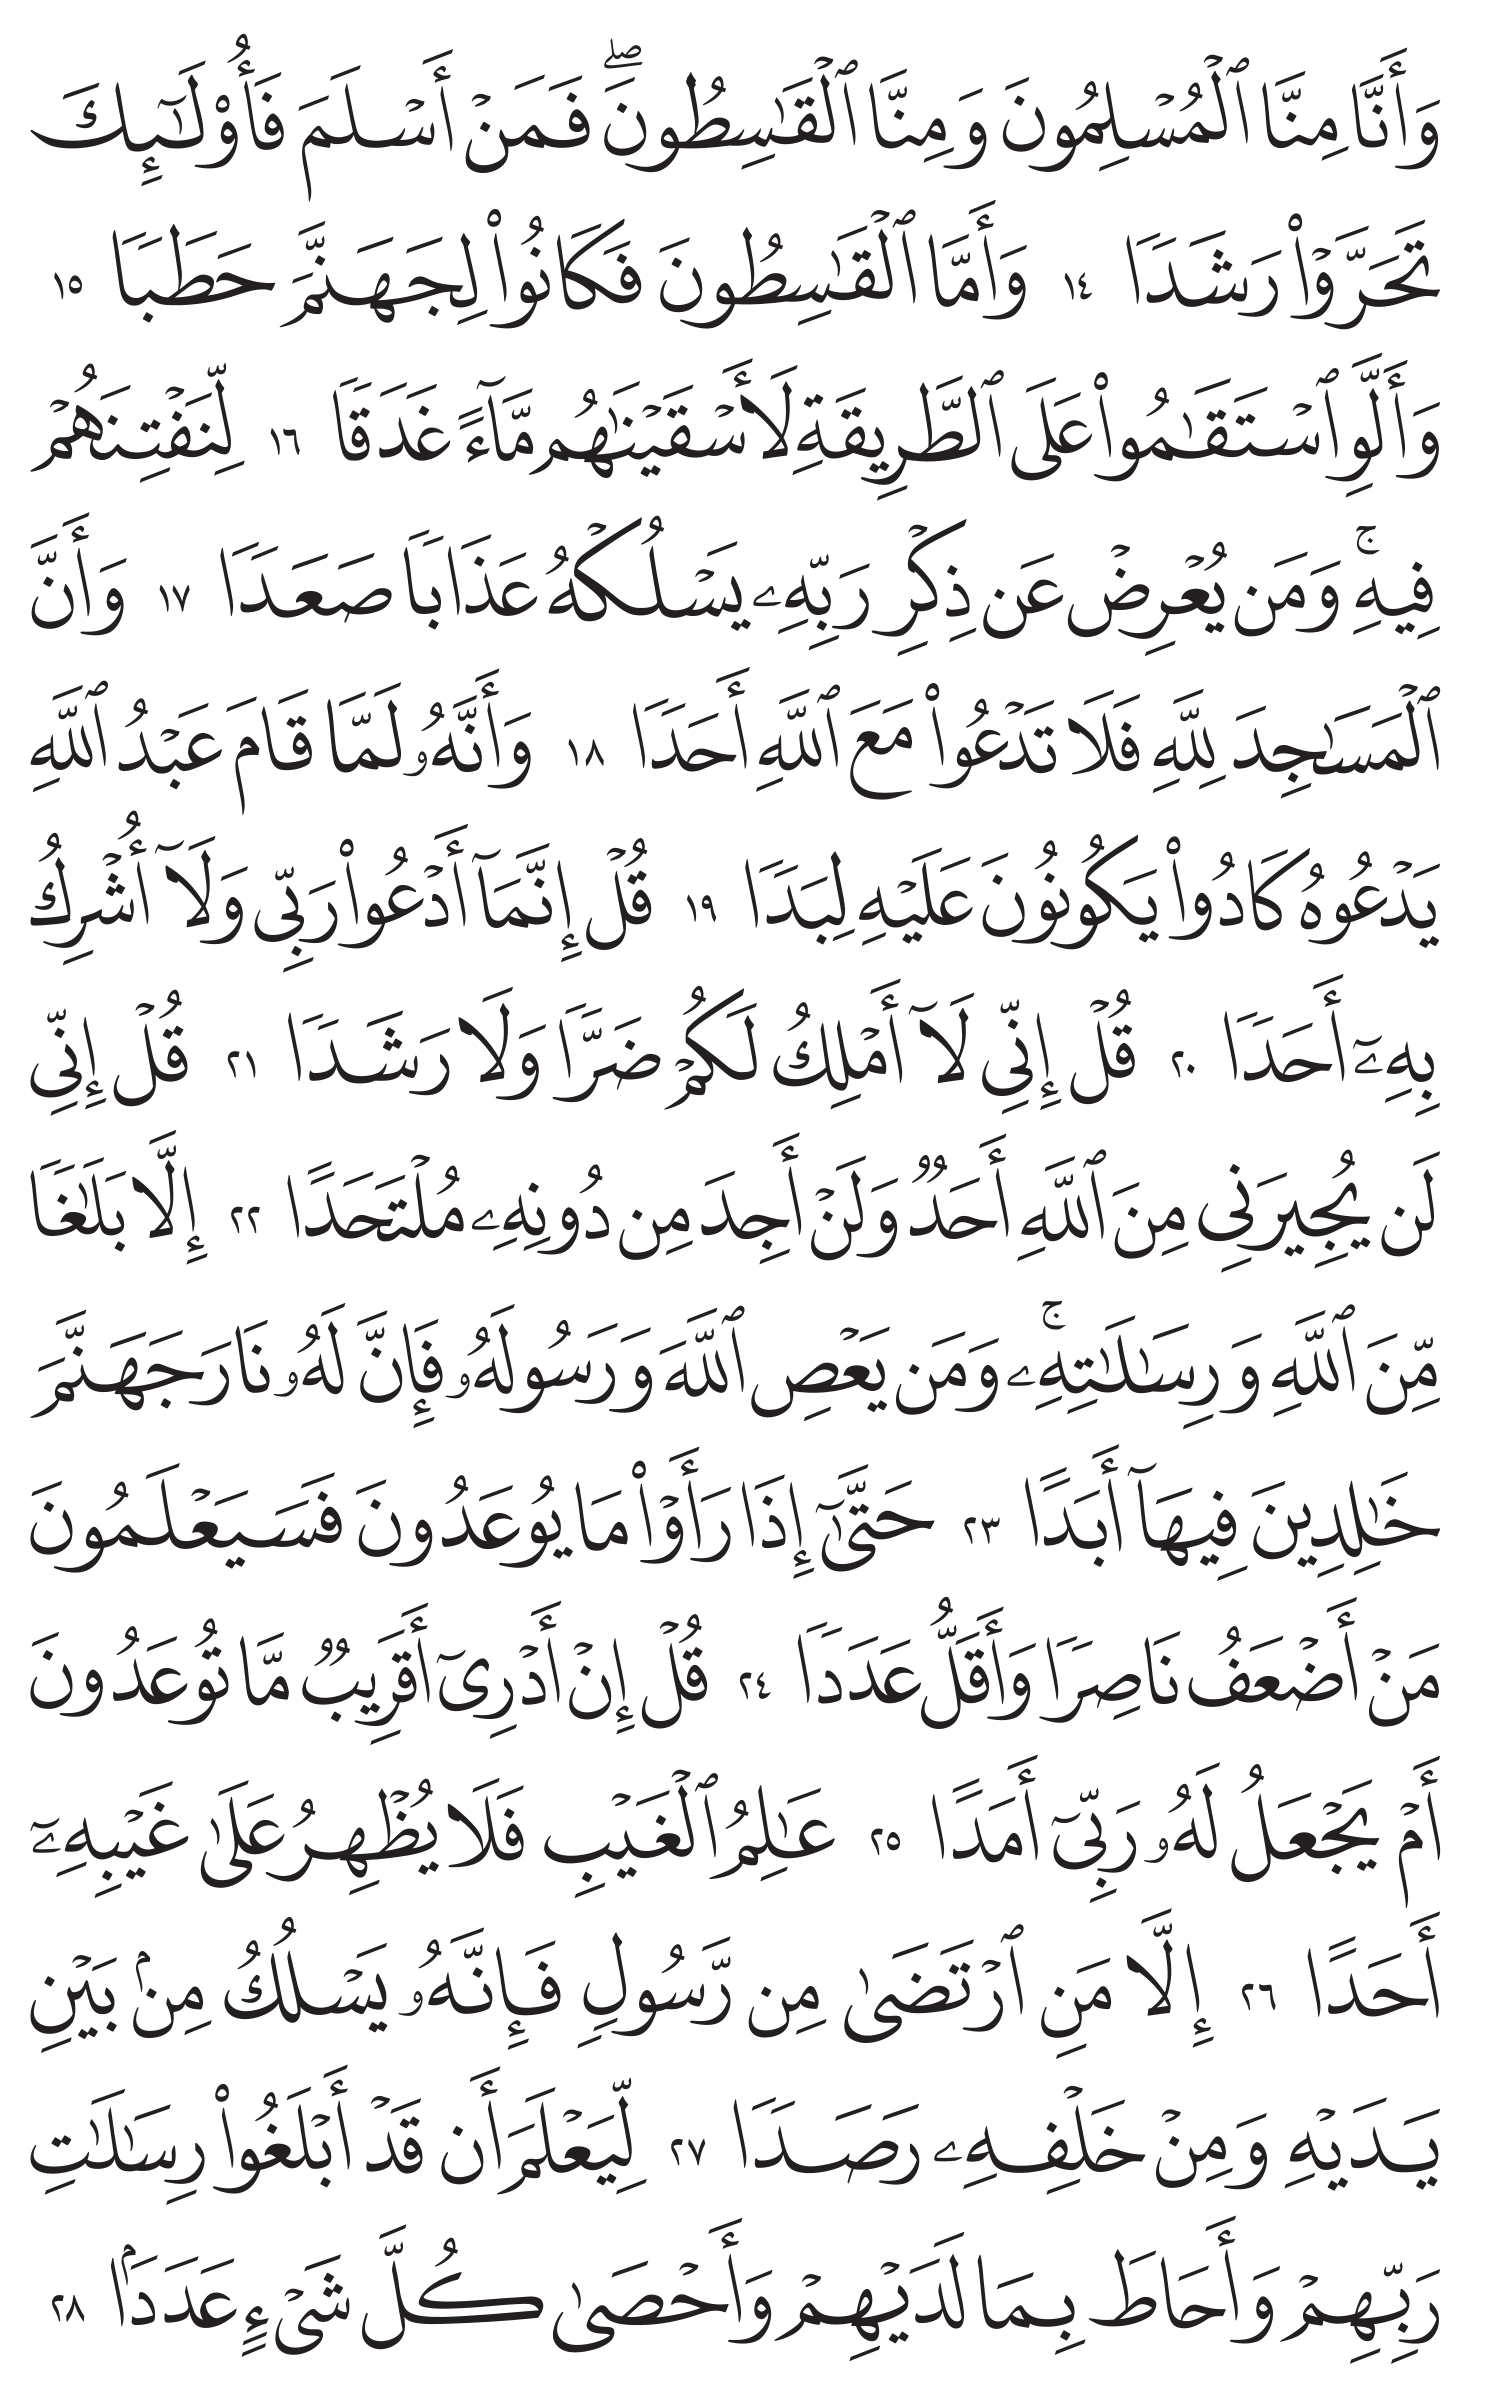 وَأَنَّا مِنَّا ٱلۡمُسۡلِمُونَ وَمِنَّا ٱلۡقَٰسِطُونَۖ فَمَنۡ أَسۡلَمَ فَأُوْلَٰٓئِكَ
تَحَرَّوۡاْ رَشَدٗا ١٤ وَأَمَّا ٱلۡقَٰسِطُونَ فَكَانُواْ لِجَهَنَّمَ حَطَبٗا ١٥
وَأَلَّوِ ٱسۡتَقَٰمُواْ عَلَى ٱلطَّرِيقَةِ لَأَسۡقَيۡنَٰهُم مَّآءً غَدَقٗا ١٦ لِّنَفۡتِنَهُمۡ
فِيهِۚ وَمَن يُعۡرِضۡ عَن ذِكۡرِ رَبِّهِۦ يَسۡلُكۡهُ عَذَابٗا صَعَدٗا ١٧ وَأَنَّ
ٱلۡمَسَٰجِدَ لِلَّهِ فَلَا تَدۡعُواْ مَعَ ٱللَّهِ أَحَدٗا ١٨ وَأَنَّهُۥ لَمَّا قَامَ عَبۡدُ ٱللَّهِ
يَدۡعُوهُ كَادُواْ يَكُونُونَ عَلَيۡهِ لِبَدٗا ١٩ قُلۡ إِنَّمَآ أَدۡعُواْ رَبِّي وَلَآ أُشۡرِكُ
بِهِۦٓ أَحَدٗا ٢٠ قُلۡ إِنِّي لَآ أَمۡلِكُ لَكُمۡ ضَرّٗا وَلَا رَشَدٗا ٢١ قُلۡ إِنِّي
لَن يُجِيرَنِي مِنَ ٱللَّهِ أَحَدٞ وَلَنۡ أَجِدَ مِن دُونِهِۦ مُلۡتَحَدًا ٢٢ إِلَّا بَلَٰغٗا
مِّنَ ٱللَّهِ وَرِسَٰلَٰتِهِۦۚ وَمَن يَعۡصِ ٱللَّهَ وَرَسُولَهُۥ فَإِنَّ لَهُۥ نَارَ جَهَنَّمَ
خَٰلِدِينَ فِيهَآ أَبَدًا ٢٣ حَتَّىٰٓ إِذَا رَأَوۡاْ مَا يُوعَدُونَ فَسَيَعۡلَمُونَ
مَنۡ أَضۡعَفُ نَاصِرٗا وَأَقَلُّ عَدَدٗا ٢٤ قُلۡ إِنۡ أَدۡرِيٓ أَقَرِيبٞ مَّا تُوعَدُونَ
أَمۡ يَجۡعَلُ لَهُۥ رَبِّيٓ أَمَدًا ٢٥ عَٰلِمُ ٱلۡغَيۡبِ فَلَا يُظۡهِرُ عَلَىٰ غَيۡبِهِۦٓ
أَحَدًا ٢٦ إِلَّا مَنِ ٱرۡتَضَىٰ مِن رَّسُولٖ فَإِنَّهُۥ يَسۡلُكُ مِنۢ بَيۡنِ
يَدَيۡهِ وَمِنۡ خَلۡفِهِۦ رَصَدٗا ٢٧ لِّيَعۡلَمَ أَن قَدۡ أَبۡلَغُواْ رِسَٰلَٰتِ
رَبِّهِمۡ وَأَحَاطَ بِمَا لَدَيۡهِمۡ وَأَحۡصَىٰ كُلَّ شَيۡءٍ عَدَدَۢا ٢٨